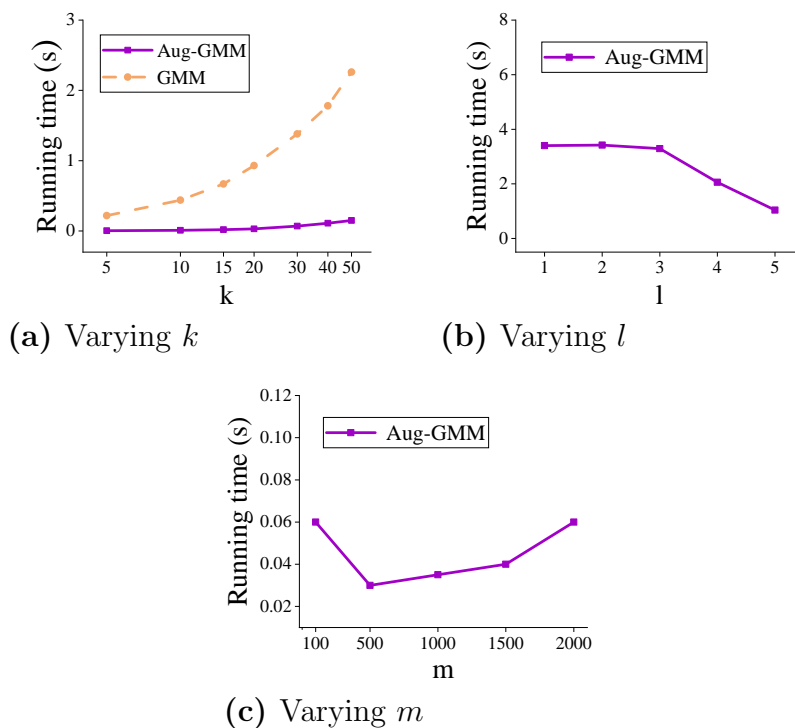 3
2
1
0
Running time (s)
Aug-GMM
GMM
5 10 15 20 30 40 50
k
(a) Varying k
8
6
4
2
0
Running time (s)
Aug-GMM
1 2 3 4 5
l
(b) Varying l
0.12
0.10
0.08
0.06
0.04
0.02
Running time (s)
Aug-GMM
100 500 1000 1500 2000
m
(c) Varying m